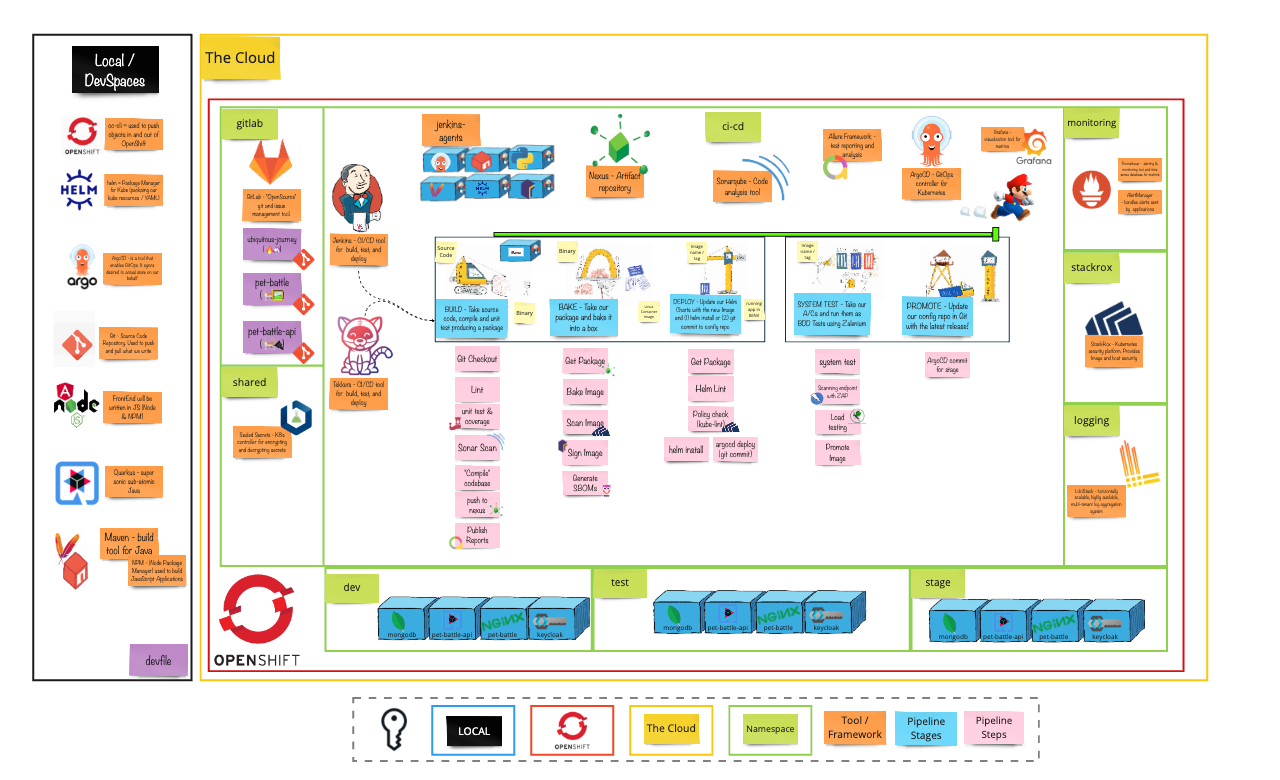 Local /
DevSpaces
oc-cli = used to push
objects in and our of
OpenShift
OPENSHIFT
helm = Package Manager
for Kube (packaing our
kube resources / YAML)
HELM
ArgoCD - is a tool that
enables GitOps. It syncs
desired to actual state on our
behalf
argo
Git - Source Code
Repository. Used to push
and pull what we write
FrontEnd will be
written in JS (Node
& NPM)
node
JS
Quarkus - super
sonic sub-atomic
Java
Maven - build
tool for Java
NPM - (Node Package
Manager) used to build
JavaScript Applications
devfile
The Cloud
gitlab
GitLab - "OpenSource"
git and issue
management tool
ubiquitous-journey
pet-battle
pet-battle-api
shared
Sealed Secrets - K8s
controller for encrypting
and decrypting secrets
Jenkins - CI/CD tool
for build, test, and
deploy
Tekkers - CI/CD tool
for build, test, and
deploy
jenkins-
agents
HELM
Nexus - Artifact
repository
ci-cd
Sonarqube - Code
analysis tool
Allure Framework -
test reporting and
analysis
ArgoCD - GitOps
controller for
Kubernetes
Grafana -
visualisation tool for
metrics
Grafana
Source
Code
BUILD - Take source
code, compile and unit
test producing a package
Binary
Binary
BAKE - Take our
package and bake it
into a box
Linux
Container
Image
Image
name /
tag
DEPLOY - Update our Helm
Charts with the new Image
and (1) helm install or (2) git
commit to config repo
running
app in
Image
name /
tag
SYSTEM TEST - Take our
A/Cs and run them as
BDD Tests using Zalenium
PROMOTE - Update
our config repo in Git
with the latest release!
Git Checkout
Lint
unit test &
coverage
Sonar Scan
"Compile"
codebase
push to
nexus
Publish
Reports
Get Package
Bake Image
Scan Image
Sign Image
Generate
SBOMs
Get Package
Helm Lint
Policy check
(kube-lint)
helm install
argocd deploy
(git commit)
system test
Scanning endpoint
with ZAP
Load
testing
Promote
Image
ArgoCD commit
for stage
monitoring
Prometheus - alerting &
monitoring tool and time
series database for metrics
AlertManager
- handles alerts sent
by applications
stackrox
StackRox - Kubernetes
security platform. Provides
Image and host security
logging
LokiStack - horizontally
scalable, highly available,
multi-tenant log aggregation
system
OPENSHIFT
dev
mongodb
pet-battle-api
NGINX
pet-battle
keycloak
test
mongodb
pet-battle-api
NGINX
pet-battle
keycloak
stage
mongodb
pet-battle-api
NGINX
pet-battle
keycloak
LOCAL
OPENSHIFT
The Cloud
Namespace
Tool /
Framework
Pipeline
Stages
Pipeline
Steps